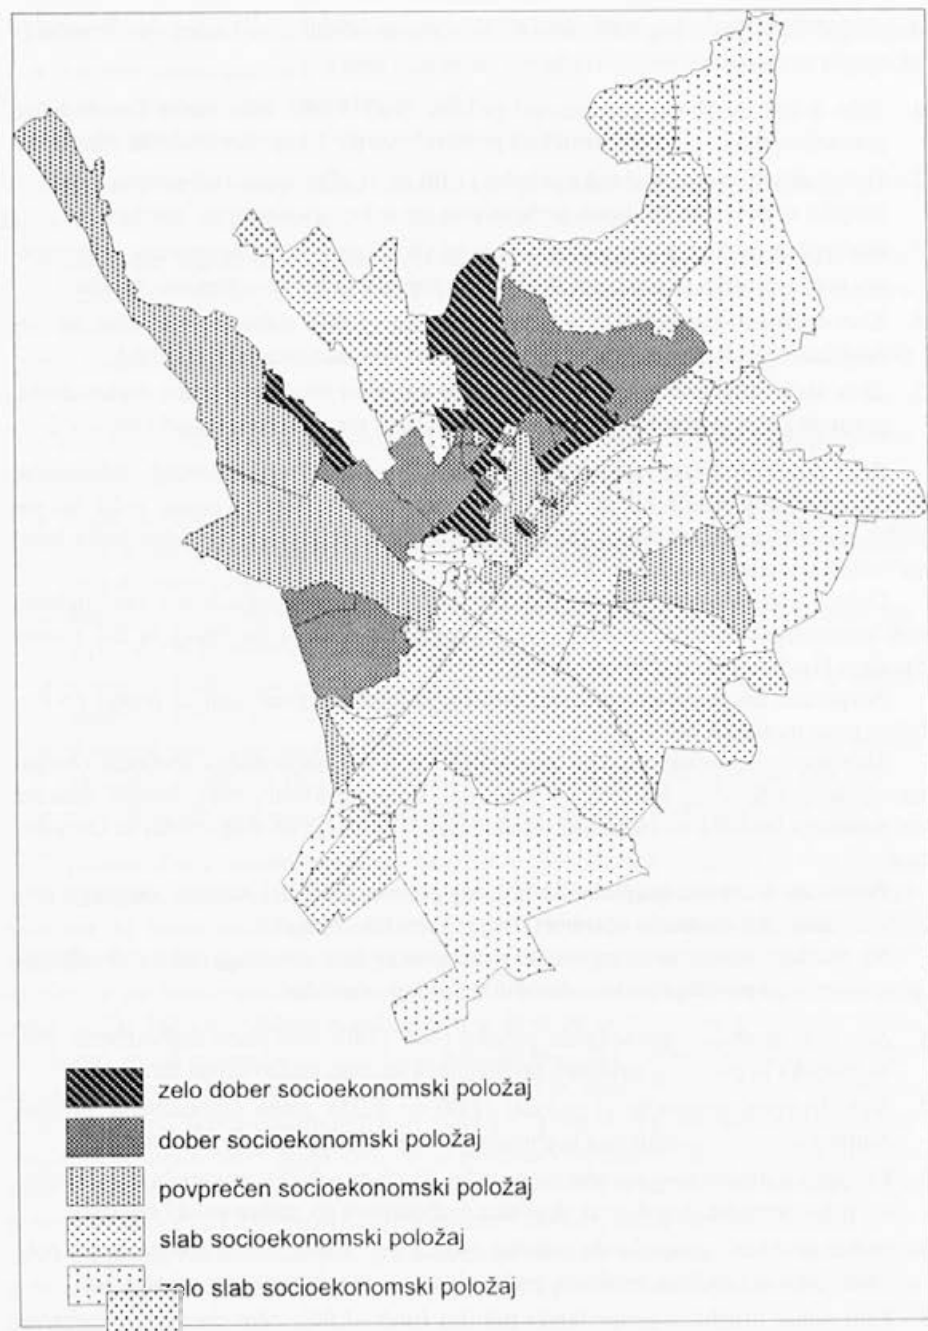 zelo dober socioekonomski položaj
dober socioekonomski položaj
povprečen socioekonomski položaj
slab socioekonomski položaj
zelo slab socioekonomski položaj